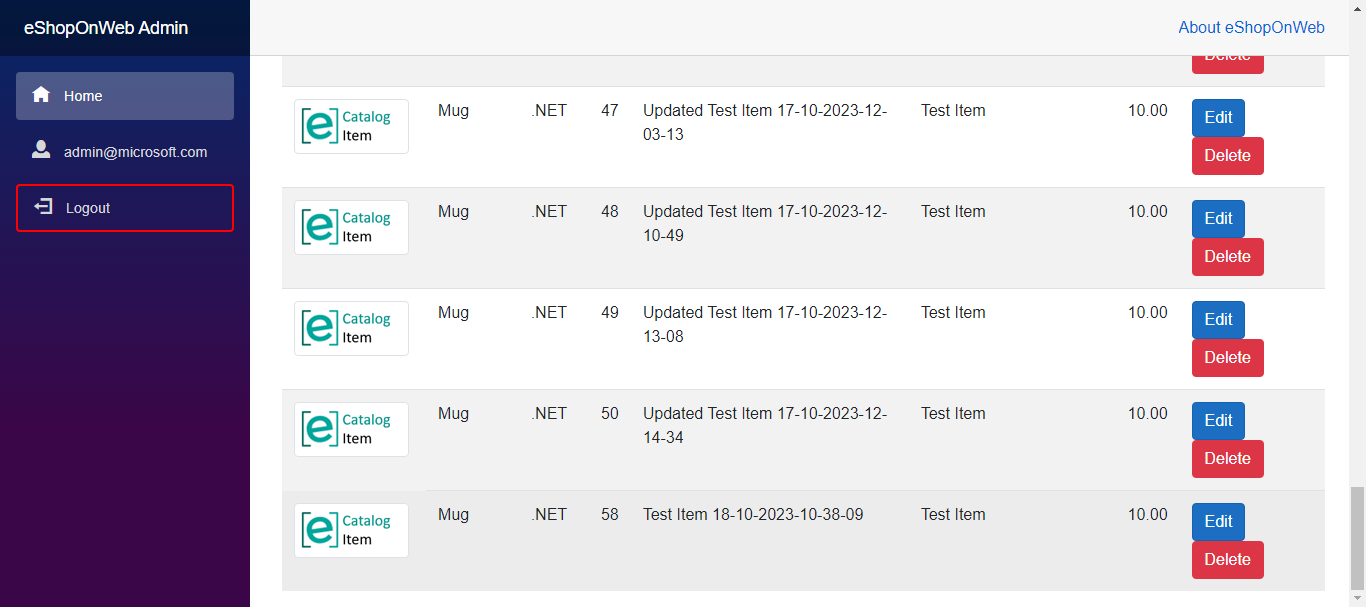 eShopOnWeb Admin
About eShopOnWeb
Home
admin@microsoft.com
Logout
Delete
Catalog
Item
Mug
.NET
47
Updated Test Item 17-10-2023-12-
03-13
Test Item
10.00
Edit
Delete
Catalog
Item
Mug
.NET
48
Updated Test Item 17-10-2023-12-
10-49
Test Item
10.00
Edit
Delete
Catalog
Item
Mug
.NET
49
Updated Test Item 17-10-2023-12-
13-08
Test Item
10.00
Edit
Delete
Catalog
Item
Mug
.NET
50
Updated Test Item 17-10-2023-12-
14-34
Test Item
10.00
Edit
Delete
Catalog
Item
Mug
.NET
58
Test Item 18-10-2023-10-38-09
Test Item
10.00
Edit
Delete